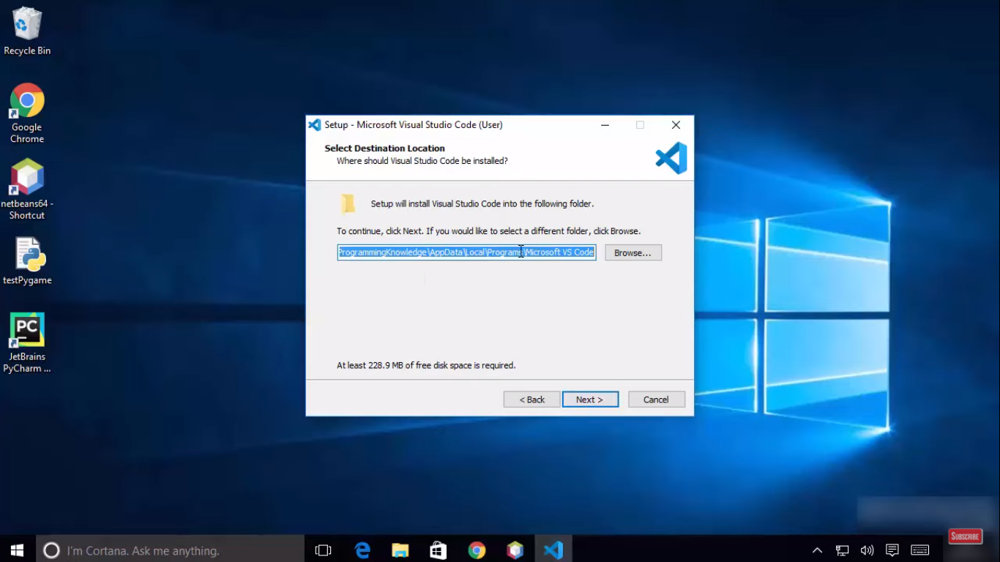 Recycle Bin
Google
Chrome
netbeans64 -
Shortcut
testPygame
PC
JetBrains
PyCharm ...
Setup - Microsoft Visual Studio Code (User)
Select Destination Location
Where should Visual Studio Code be installed?
Setup will install Visual Studio Code into the following folder.
To continue, click Next. If you would like to select a different folder, click Browse.
ProgrammingKnowledge\AppData\Local\Programs\Microsoft VS Code
Browse...
At least 228.9 MB of free disk space is required.
< Back
Next >
Cancel
I'm Cortana. Ask me anything.
SUBSCRIBE